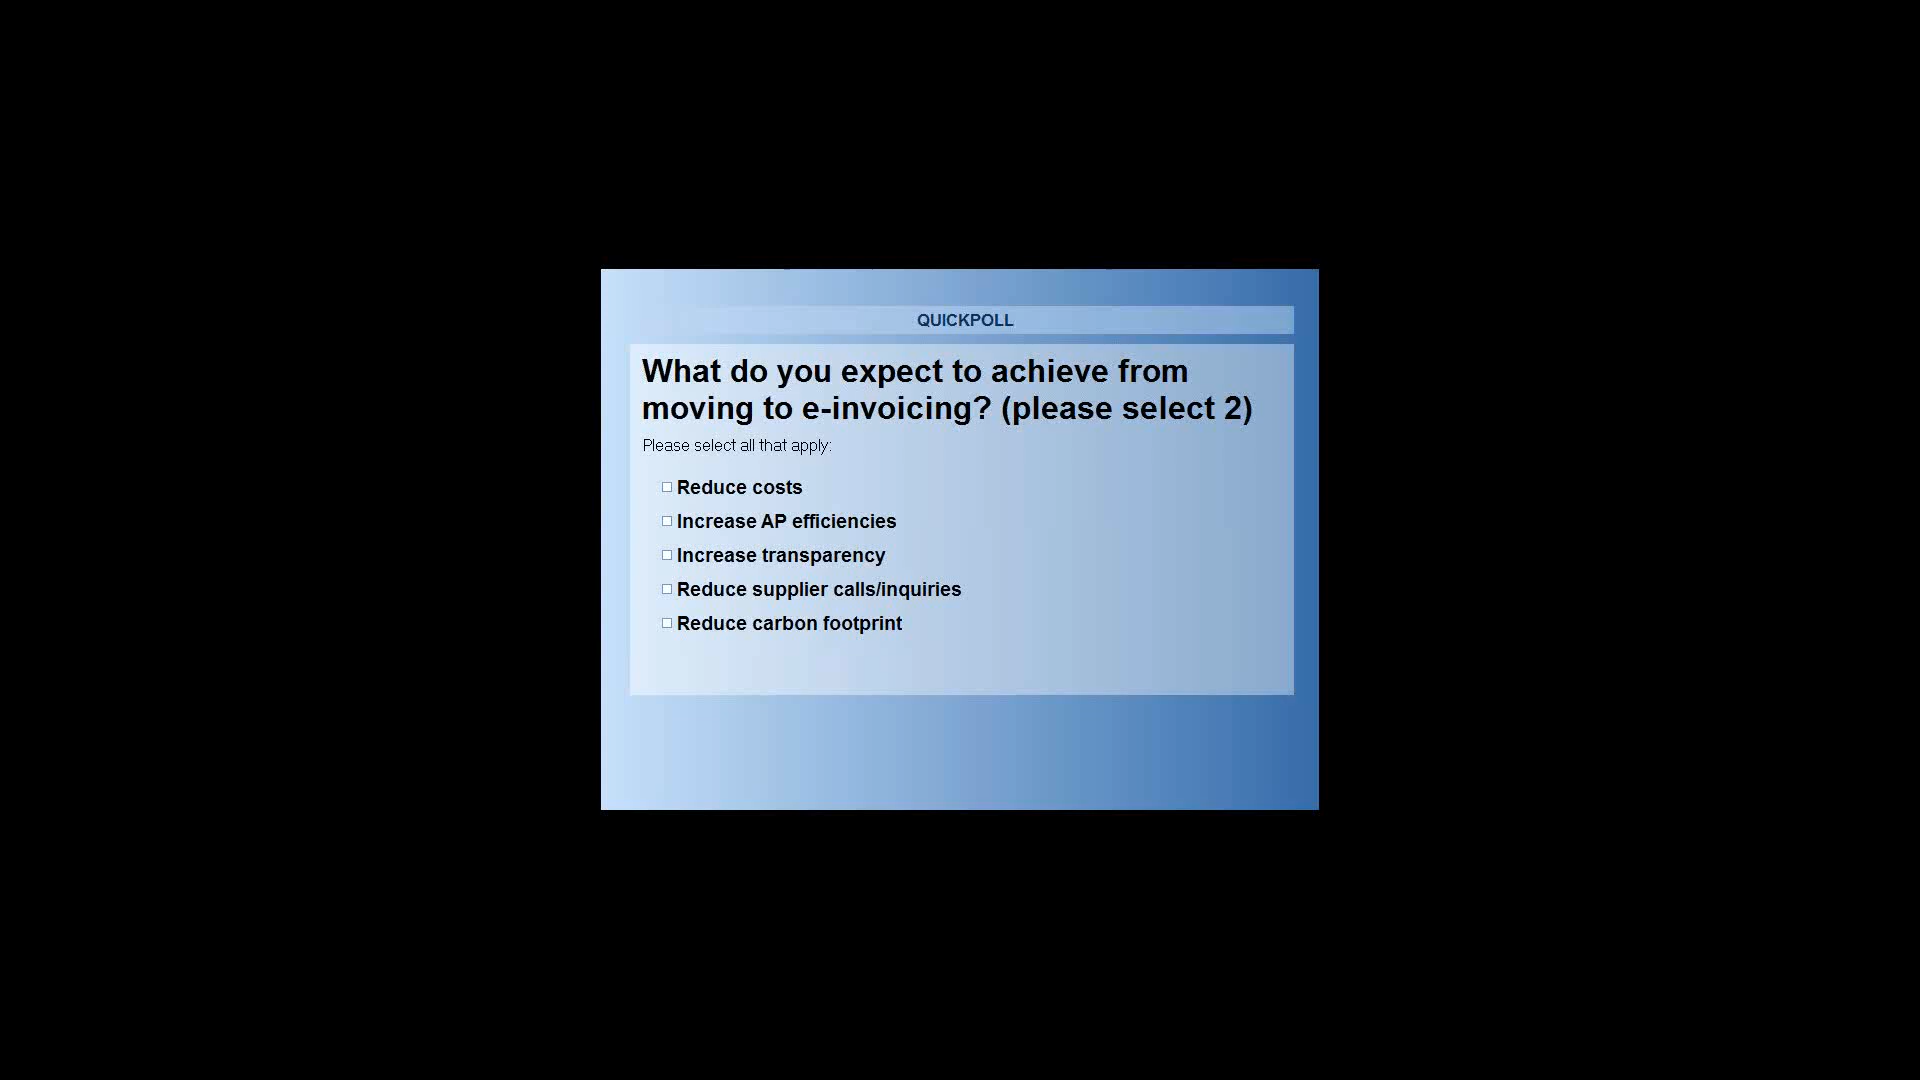 QUICKPOLL
What do you expect to achieve from
moving to e-invoicing? (please select 2)
Please select all that apply:
Reduce costs
Increase AP efficiencies
Increase transparency
Reduce supplier calls/inquiries
Reduce carbon footprint